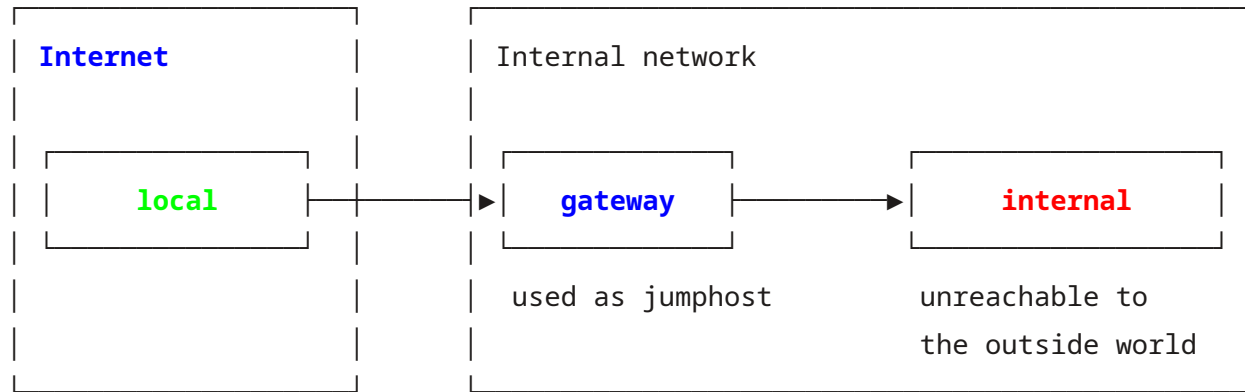 Internet
Internal network
local
gateway
internal
used as jumphost
unreachable to
the outside world